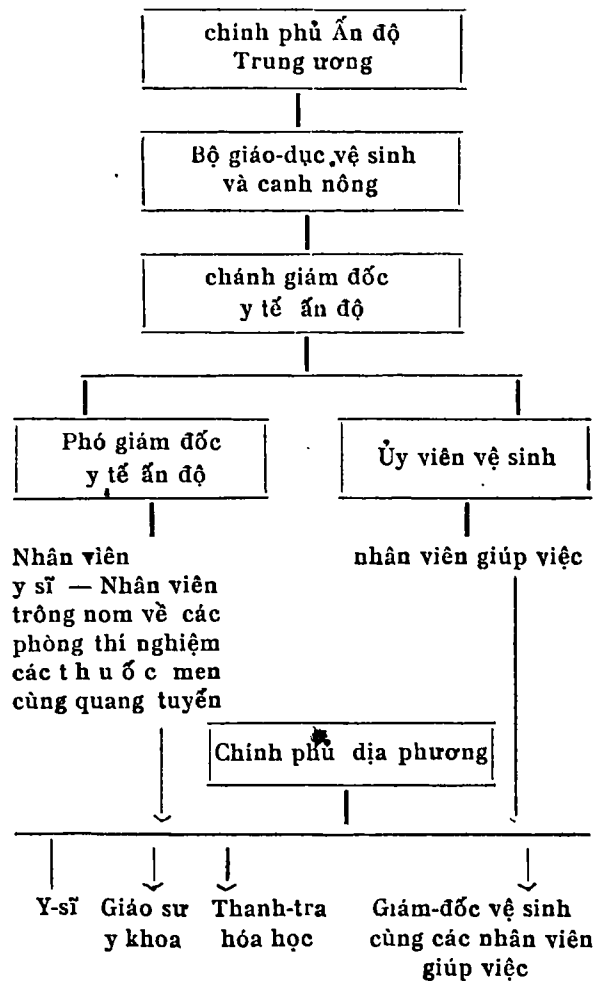 chính phủ Ấn độ
Trung ương
Bộ giáo-dục vệ sinh
và canh nông
chánh giám đốc
y tế ấn độ
Phó giám đốc
y tế ấn độ
Ủy viên vệ sinh
Nhân viên
y sĩ — Nhân viên
trông nom về các
phòng thí nghiệm
các thuốc men
cùng quang tuyến
nhân viên giúp việc
Chính phủ địa phương
Y-sĩ
Giáo sư
y khoa
Thanh-tra
hóa học
Giám-đốc vệ sinh
cùng các nhân viên
giúp việc